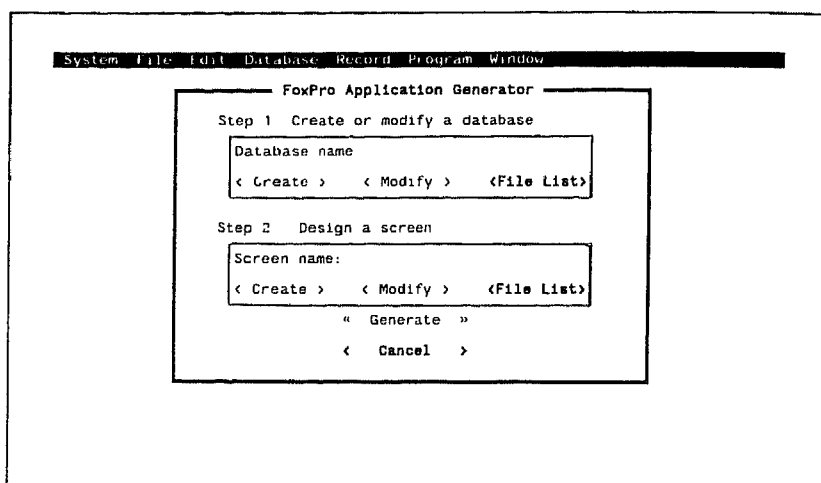 System File Edit Database Record Program Window
FoxPro Application Generator
Step 1 Create or modify a database
Database name
< Create > < Modify > <File List>
Step 2 Design a screen
Screen name:
< Create > < Modify > <File List>
« Generate »
< Cancel >